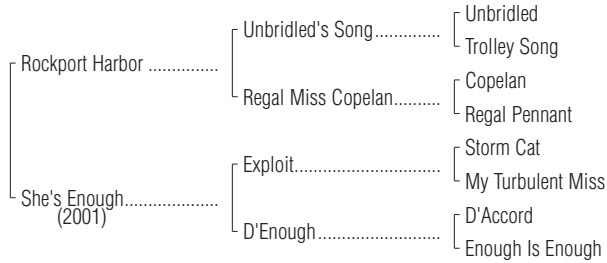 Unbridled
Unbridled's Song..............
Trolley Song
Rockport Harbor ...............
Copelan
Regal Miss Copelan..........
Regal Pennant
Storm Cat
Exploit.............................
My Turbulent Miss
She's Enough....................
(2001)
D'Accord
D'Enough.........................
Enough Is Enough